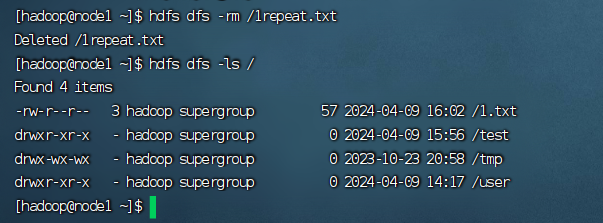 [hadoop@node1 ~]$ hdfs dfs -rm /1repeat.txt
Deleted /1repeat.txt
[hadoop@node1 ~]$ hdfs dfs -ls /
Found 4 items
-rw-r--r--   3 hadoop supergroup         57 2024-04-09 16:02 /1.txt
drwxr-xr-x   - hadoop supergroup          0 2024-04-09 15:56 /test
drwx-wx-wx   - hadoop supergroup          0 2023-10-23 20:58 /tmp
drwxr-xr-x   - hadoop supergroup          0 2024-04-09 14:17 /user
[hadoop@node1 ~]$